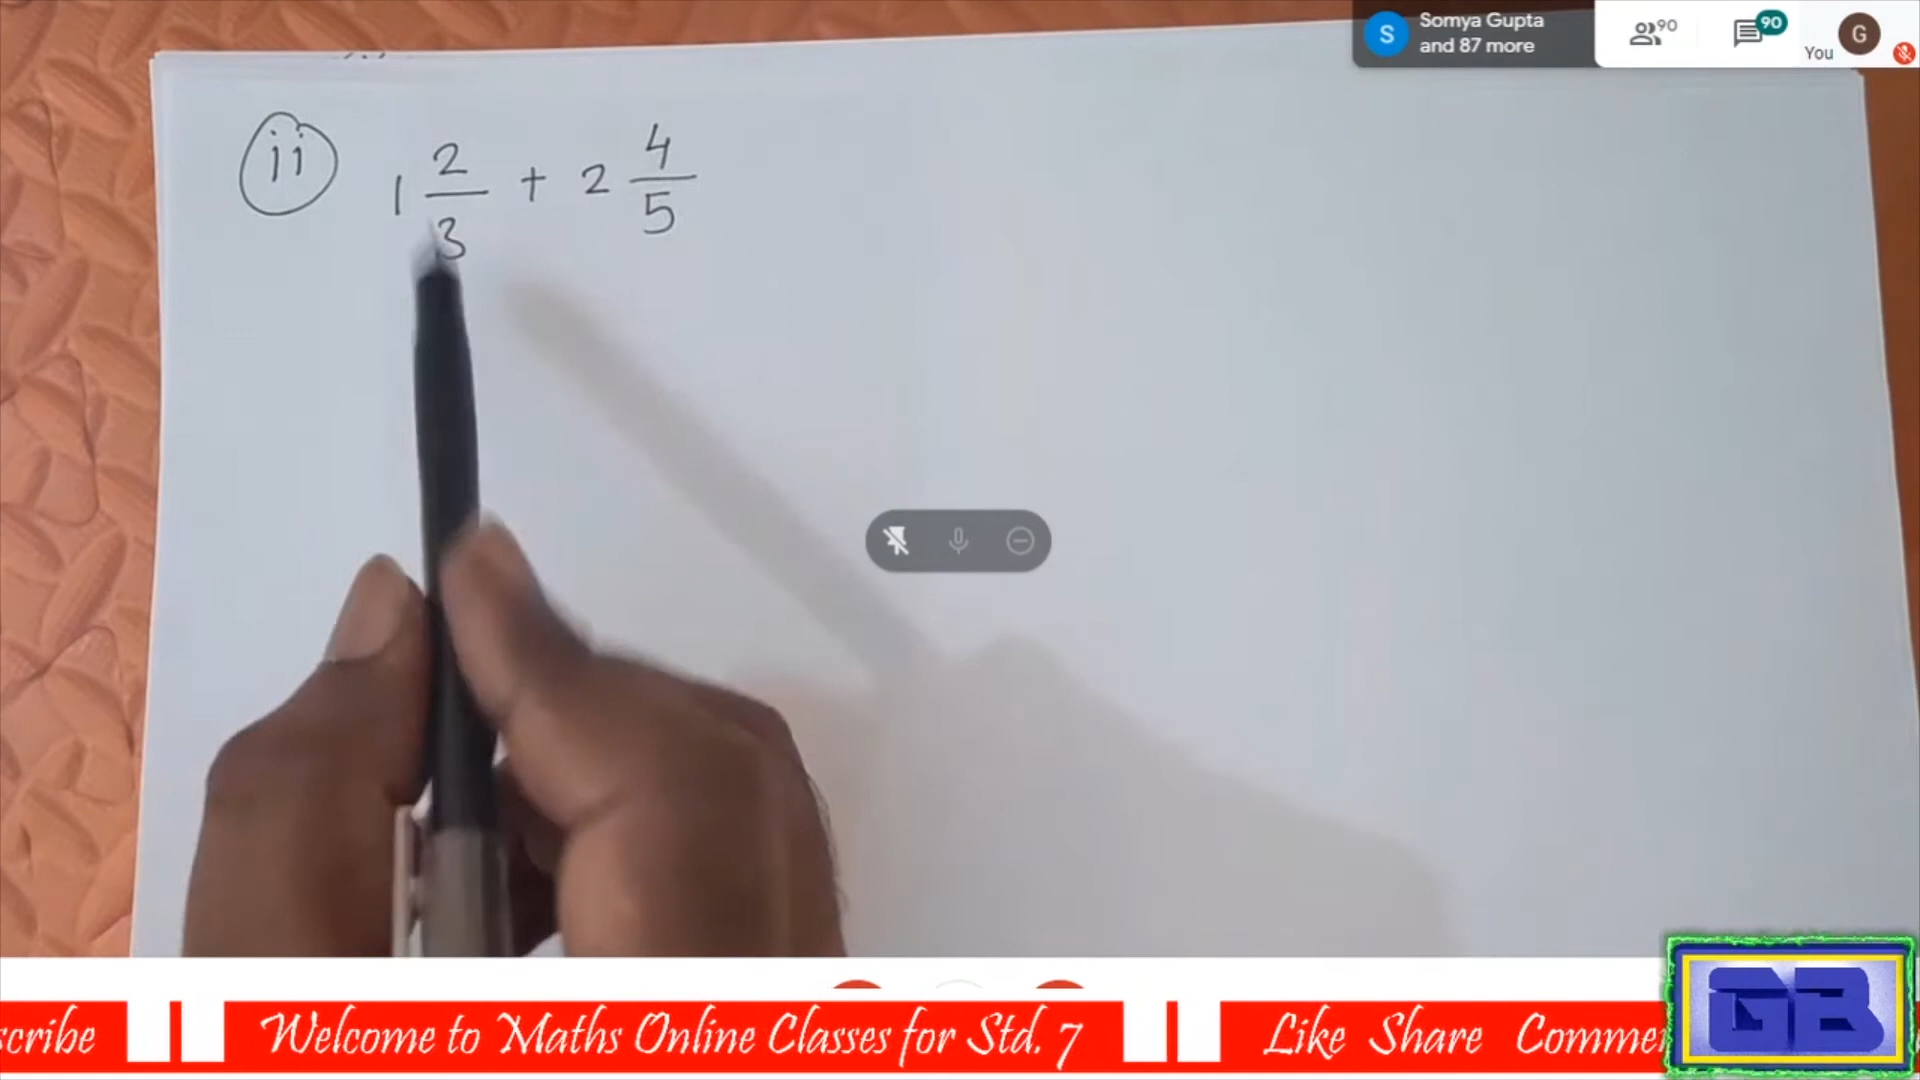 Somya Gupta
and 87 more
90
90
You
G
S
ii 1 2/3 + 2 4/5
scribe Welcome to Maths Online Classes for Std. 7 Like Share Comme
GB